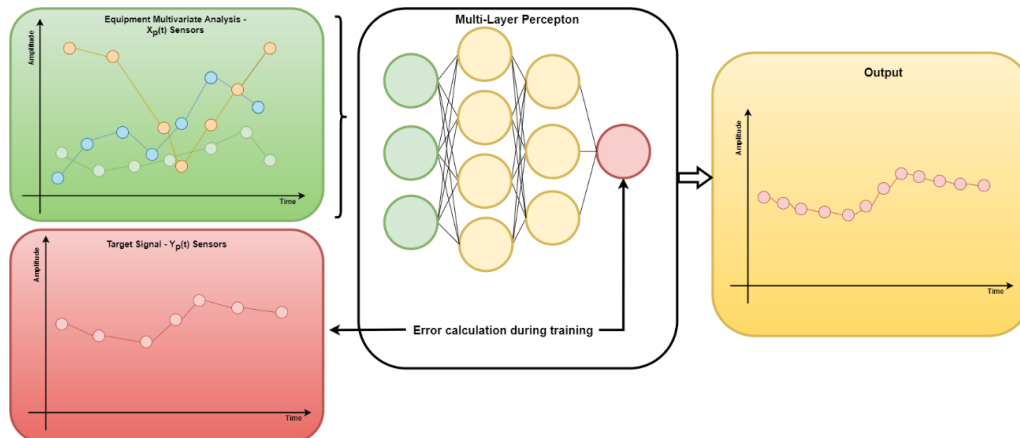 Equipment Multivariate Analysis -
Xp(t) Sensors
Amplitude
Time
Target Signal - Yp(t) Sensors
Amplitude
Time
Multi-Layer Percepton
Error calculation during training
Output
Amplitude
Time